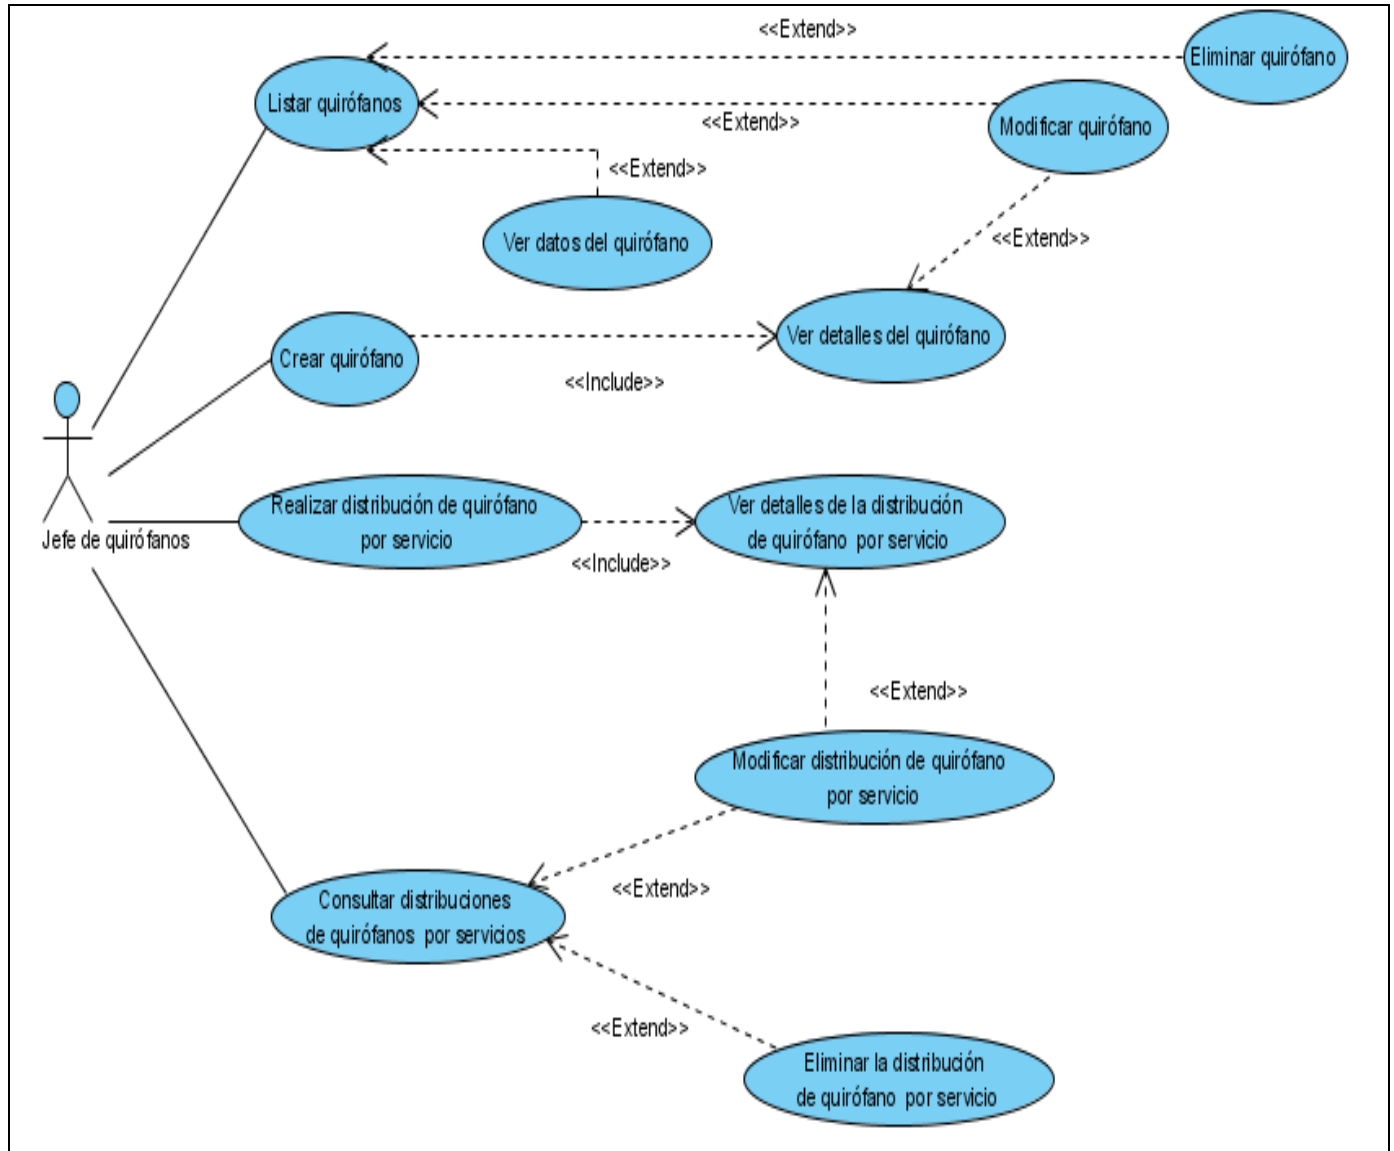 <<Extend>>
Eliminar quirófano
Listar quirófanos
<<Extend>>
Modificar quirófano
<<Extend>>
Ver datos del quirófano
<<Extend>>
Ver detalles del quirófano
Crear quirófano
<<Include>>
Jefe de quirófanos
Realizar distribución de quirófano
por servicio
<<Include>>
Ver detalles de la distribución
de quirófano por servicio
<<Extend>>
Modificar distribución de quirófano
por servicio
<<Extend>>
Consultar distribuciones
de quirófanos por servicios
<<Extend>>
Eliminar la distribución
de quirófano por servicio